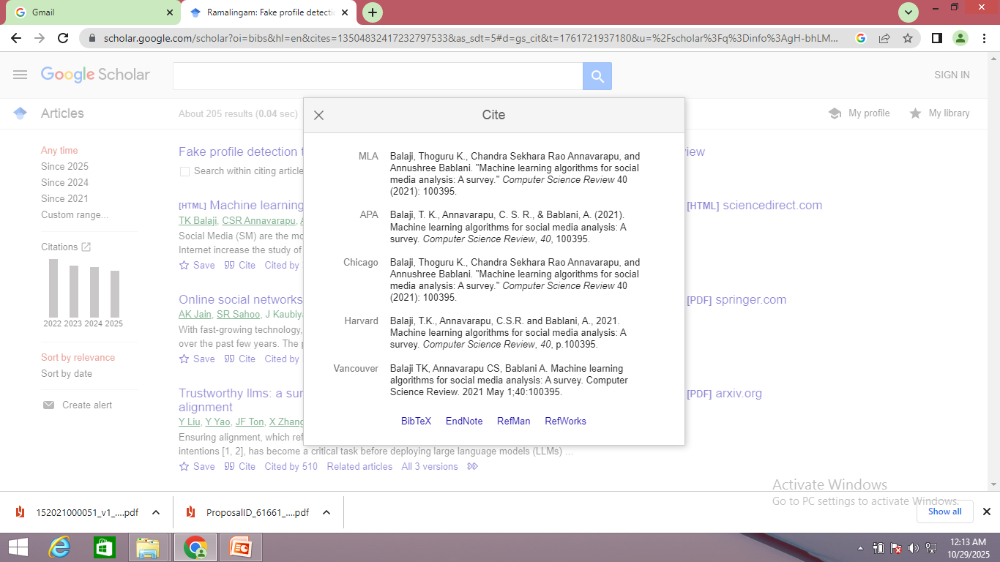 Gmail
Ramalingam: Fake profile detectio
scholar.google.com/scholar?oi=bibs&hl=en&cites=13504832417232797533&as_sdt=5#d=gs_cit&t=1761721937180&u=%2Fscholar%3Fq%3Dinfo%3AgH-bhLM...
Google Scholar
SIGN IN
Articles
About 205 results (0.04 sec)
My profile
My library
Cite
Any time
Since 2025
Since 2024
Since 2021
Custom range...
Citations
2022 2023 2024 2025
Sort by relevance
Sort by date
Create alert
Fake profile detection
view
Search within citing article
[HTML] Machine learning
TK Balaji, CSR Annavarapu,
Social Media (SM) are the mo
Internet increase the study of
Save Cite Cited by
[HTML] sciencedirect.com
Online social networks
AK Jain, SR Sahoo, J Kaubiya
With fast-growing technology,
over the past few years. The
Save Cite Cited by
[PDF] springer.com
Trustworthy llms: a sur
alignment
Y Liu, Y Yao, JF Ton, X Zhang
Ensuring alignment, which ref
intentions [1, 2], has become a critical task before deploying large language models (LLMs) ...
Save Cite Cited by 510 Related articles All 3 versions
[PDF] arxiv.org
MLA Balaji, Thoguru K., Chandra Sekhara Rao Annavarapu, and
Annushree Bablani. "Machine learning algorithms for social
media analysis: A survey." Computer Science Review 40
(2021): 100395.
APA Balaji, T. K., Annavarapu, C. S. R., & Bablani, A. (2021).
Machine learning algorithms for social media analysis: A
survey. Computer Science Review, 40, 100395.
Chicago Balaji, Thoguru K., Chandra Sekhara Rao Annavarapu, and
Annushree Bablani. "Machine learning algorithms for social
media analysis: A survey." Computer Science Review 40
(2021): 100395.
Harvard Balaji, T.K., Annavarapu, C.S.R. and Bablani, A., 2021.
Machine learning algorithms for social media analysis: A
survey. Computer Science Review, 40, p.100395.
Vancouver Balaji TK, Annavarapu CS, Bablani A. Machine learning
algorithms for social media analysis: A survey. Computer
Science Review. 2021 May 1;40:100395.
BibTeX EndNote RefMan RefWorks
Activate Windows
Go to PC settings to activate Windows.
152021000051_v1_....pdf
ProposalID_61661_....pdf
Show all
12:13 AM
10/29/2025